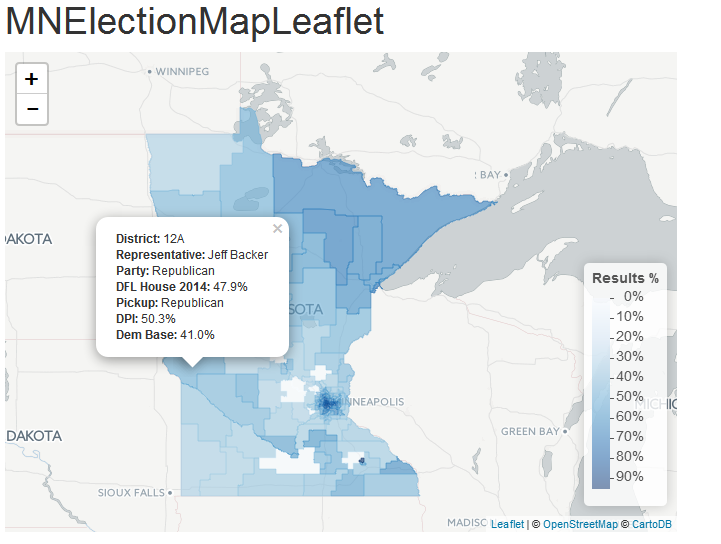 MNElectionMapLeaflet
+
−
WINNIPEG
: BAY
DAKOTA
×
District: 12A
Representative: Jeff Backer
Party: Republican
DFL House 2014: 47.9%
Pickup: Republican
DPI: 50.3%
Dem Base: 41.0%
SOTA
Results %
0%
10%
20%
30%
40%
50%
60%
70%
80%
90%
NNEAPOLIS
MICHIG
DAKOTA
GREEN BAY
SIOUX FALLS
MADISC
Leaflet | © OpenStreetMap © CartoDB